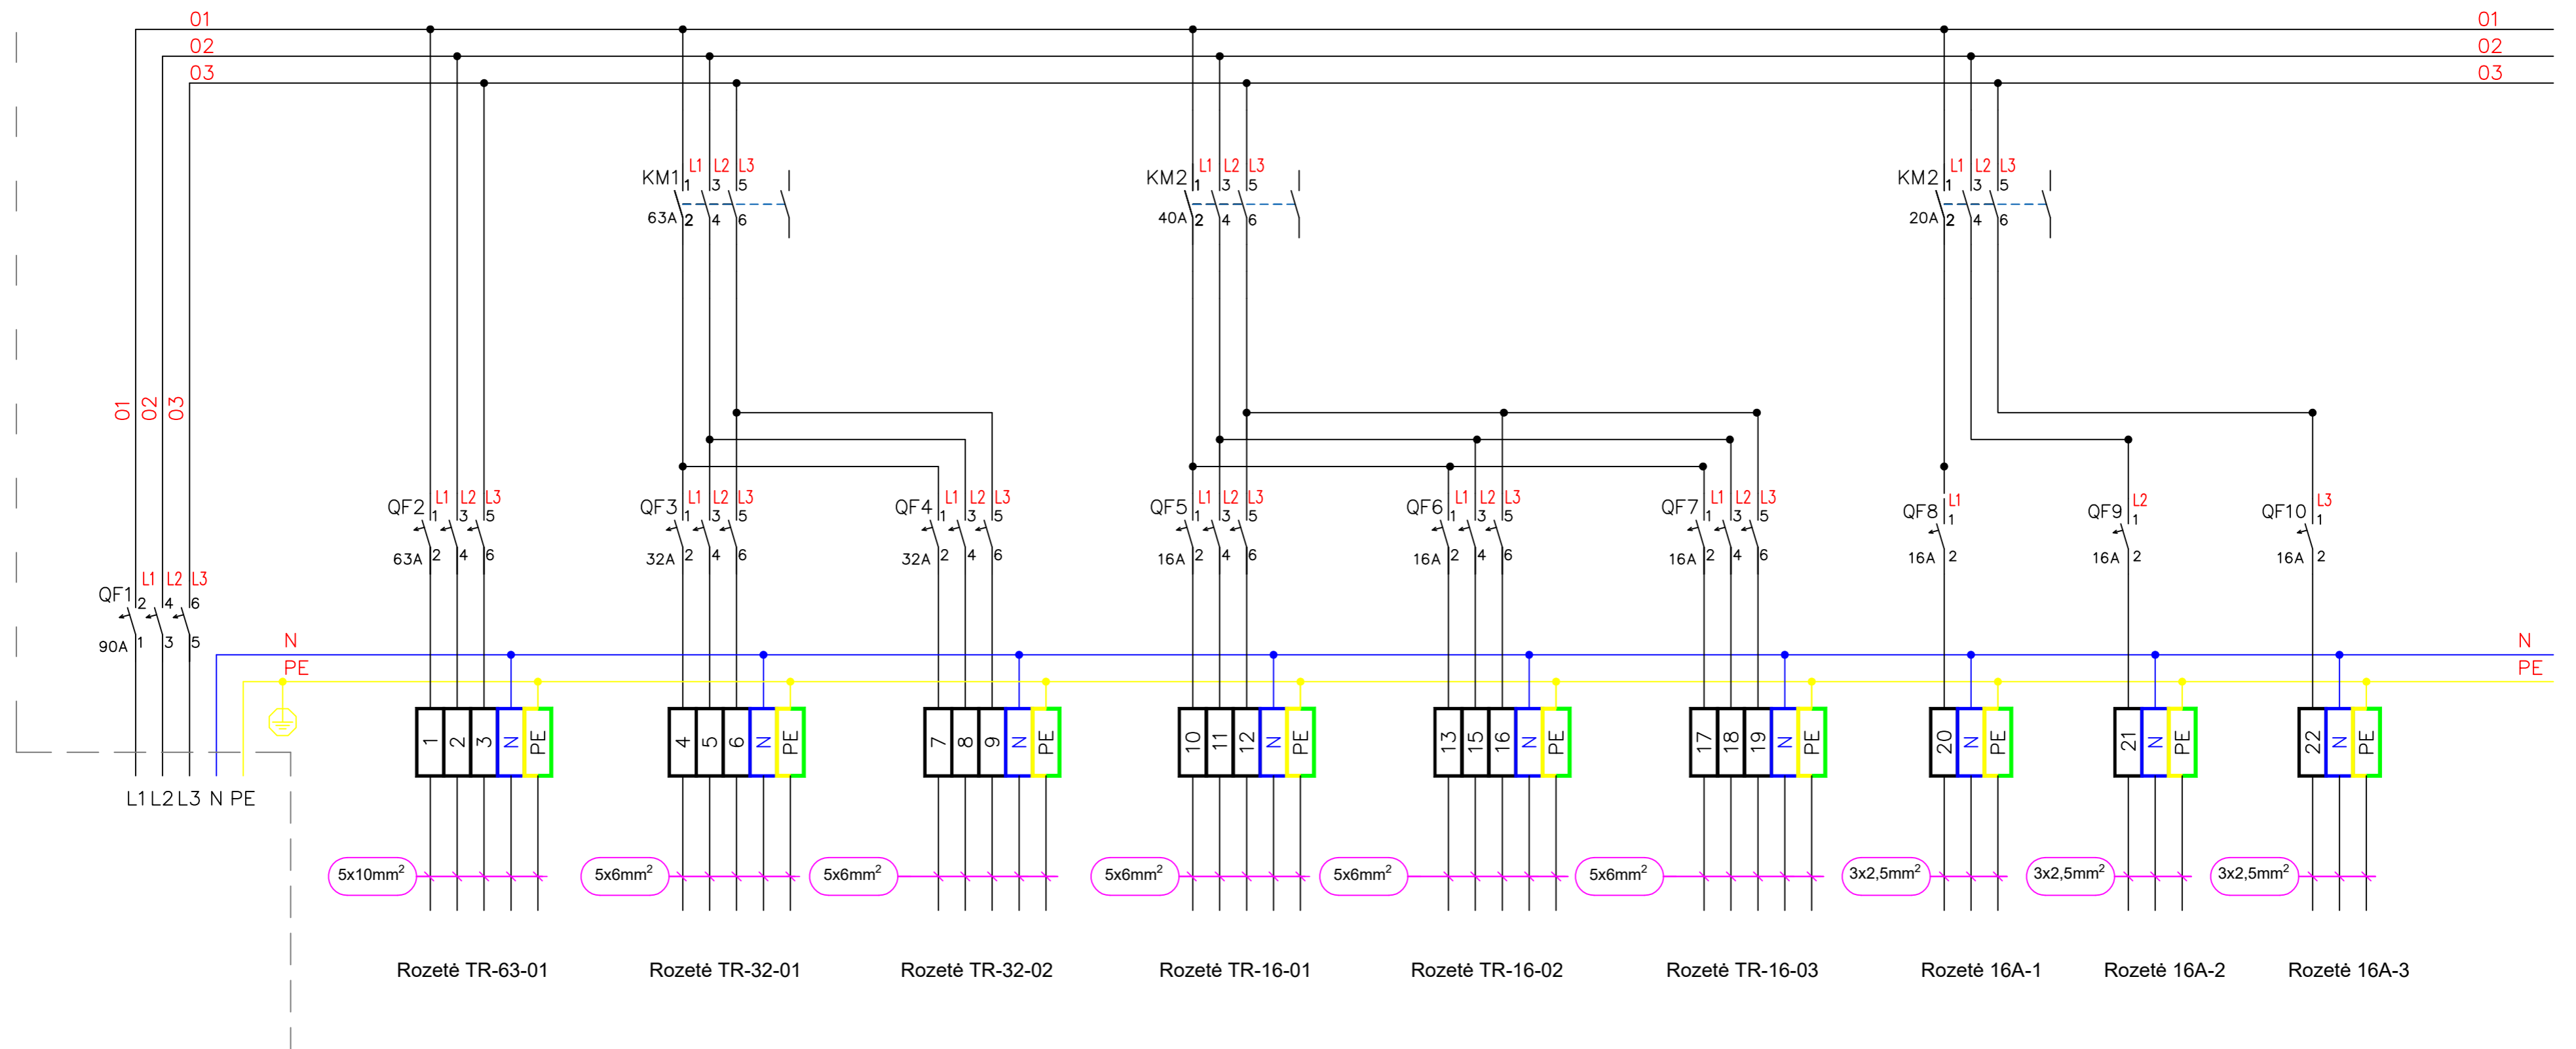 01 01
02 02
03 03
L1 L2 L3 L1 L2 L3 L1 L2 L3
KM1 1 3 5 KM2 1 3 5 KM2 1 3 5
63A 2 4 6 40A 2 4 6 20A 2 4 6
01 02 03
L1 L2 L3 L1 L2 L3 L1 L2 L3 L1 L2 L3 L1 L2 L3 L1 L2 L3 L1 L2 L3
QF2 1 3 5 QF3 1 3 5 QF4 1 3 5 QF5 1 3 5 QF6 1 3 5 QF7 1 3 5 QF8 1 QF9 1 QF10 1
63A 2 4 6 32A 2 4 6 32A 2 4 6 16A 2 4 6 16A 2 4 6 16A 2 4 6 16A 2 16A 2 16A 2
L1 L2 L3
QF1 2 4 6
90A 1 3 5
N N
PE PE
1 2 3 N PE 4 5 6 N PE 7 8 9 N PE 10 11 12 N PE 13 15 16 N PE 17 18 19 N PE 20 N PE 21 N PE 22 N PE
L1 L2 L3 N PE
5x10mm² 5x6mm² 5x6mm² 5x6mm² 5x6mm² 5x6mm² 3x2,5mm² 3x2,5mm² 3x2,5mm²
Rozetė TR-63-01 Rozetė TR-32-01 Rozetė TR-32-02 Rozetė TR-16-01 Rozetė TR-16-02 Rozetė TR-16-03 Rozetė 16A-1 Rozetė 16A-2 Rozetė 16A-3